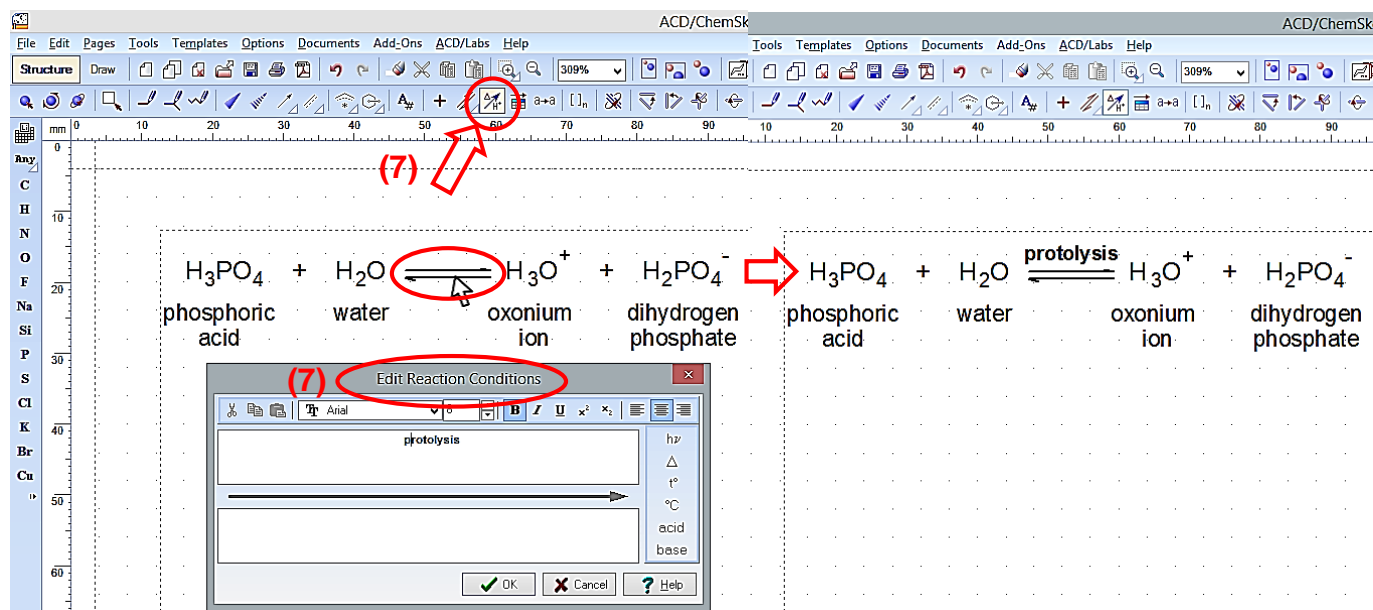 ACD/ChemSk
File Edit Pages Tools Templates Options Documents Add-Ons ACD/Labs Help
Structure Draw 309%
a→a [ ]n
mm 0 10 20 30 40 50 60 70 80 90
0
10
20
30
40
50
60
Any
C
H
N
O
F
Na
Si
P
S
Cl
K
Br
Cu
(7)
H₃PO₄ + H₂O H₃O⁺ + H₂PO₄⁻
phosphoric water oxonium dihydrogen
acid ion phosphate
(7) Edit Reaction Conditions
Arial 8 B I U x² x₂
protolysis
hν
Δ
t°
°C
acid
base
OK Cancel Help
ACD/ChemSk
Tools Templates Options Documents Add-Ons ACD/Labs Help
309%
a→a [ ]n
10 20 30 40 50 60 70 80 90
protolysis
H₃PO₄ + H₂O H₃O⁺ + H₂PO₄⁻
phosphoric water oxonium dihydrogen
acid ion phosphate